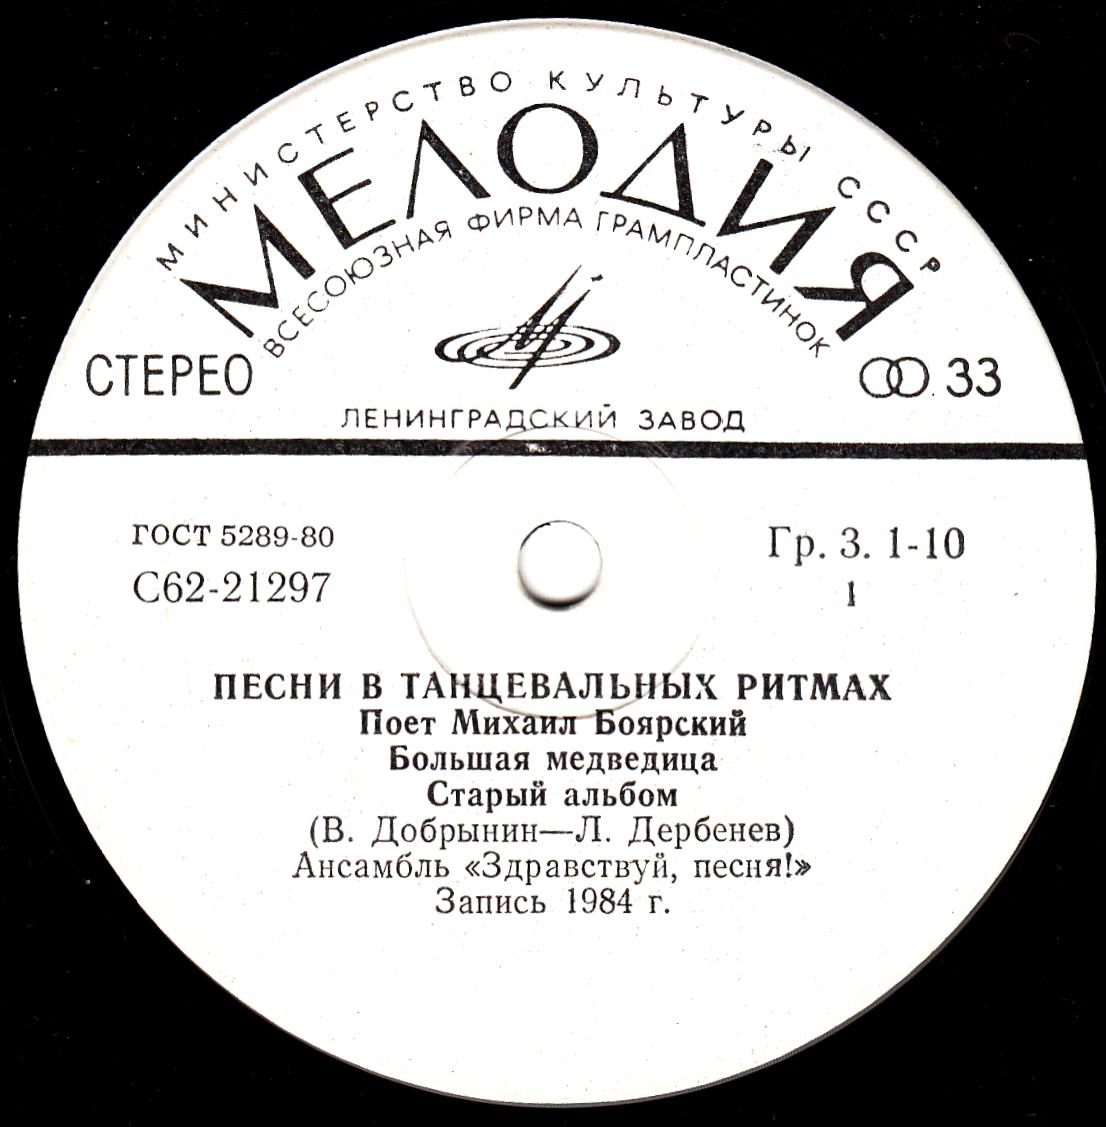 МИНИСТЕРСТВО КУЛЬТУРЫ СССР
МЕЛОДИЯ
ВСЕСОЮЗНАЯ ФИРМА ГРАМПЛАСТИНОК
СТЕРЕО
33
ЛЕНИНГРАДСКИЙ ЗАВОД
ГОСТ 5289-80
Гр. 3. 1-10
С62-21297
1
ПЕСНИ В ТАНЦЕВАЛЬНЫХ РИТМАХ
Поет Михаил Боярский
Большая медведица
Старый альбом
(В. Добрынин—Л. Дербенев)
Ансамбль «Здравствуй, песня!»
Запись 1984 г.